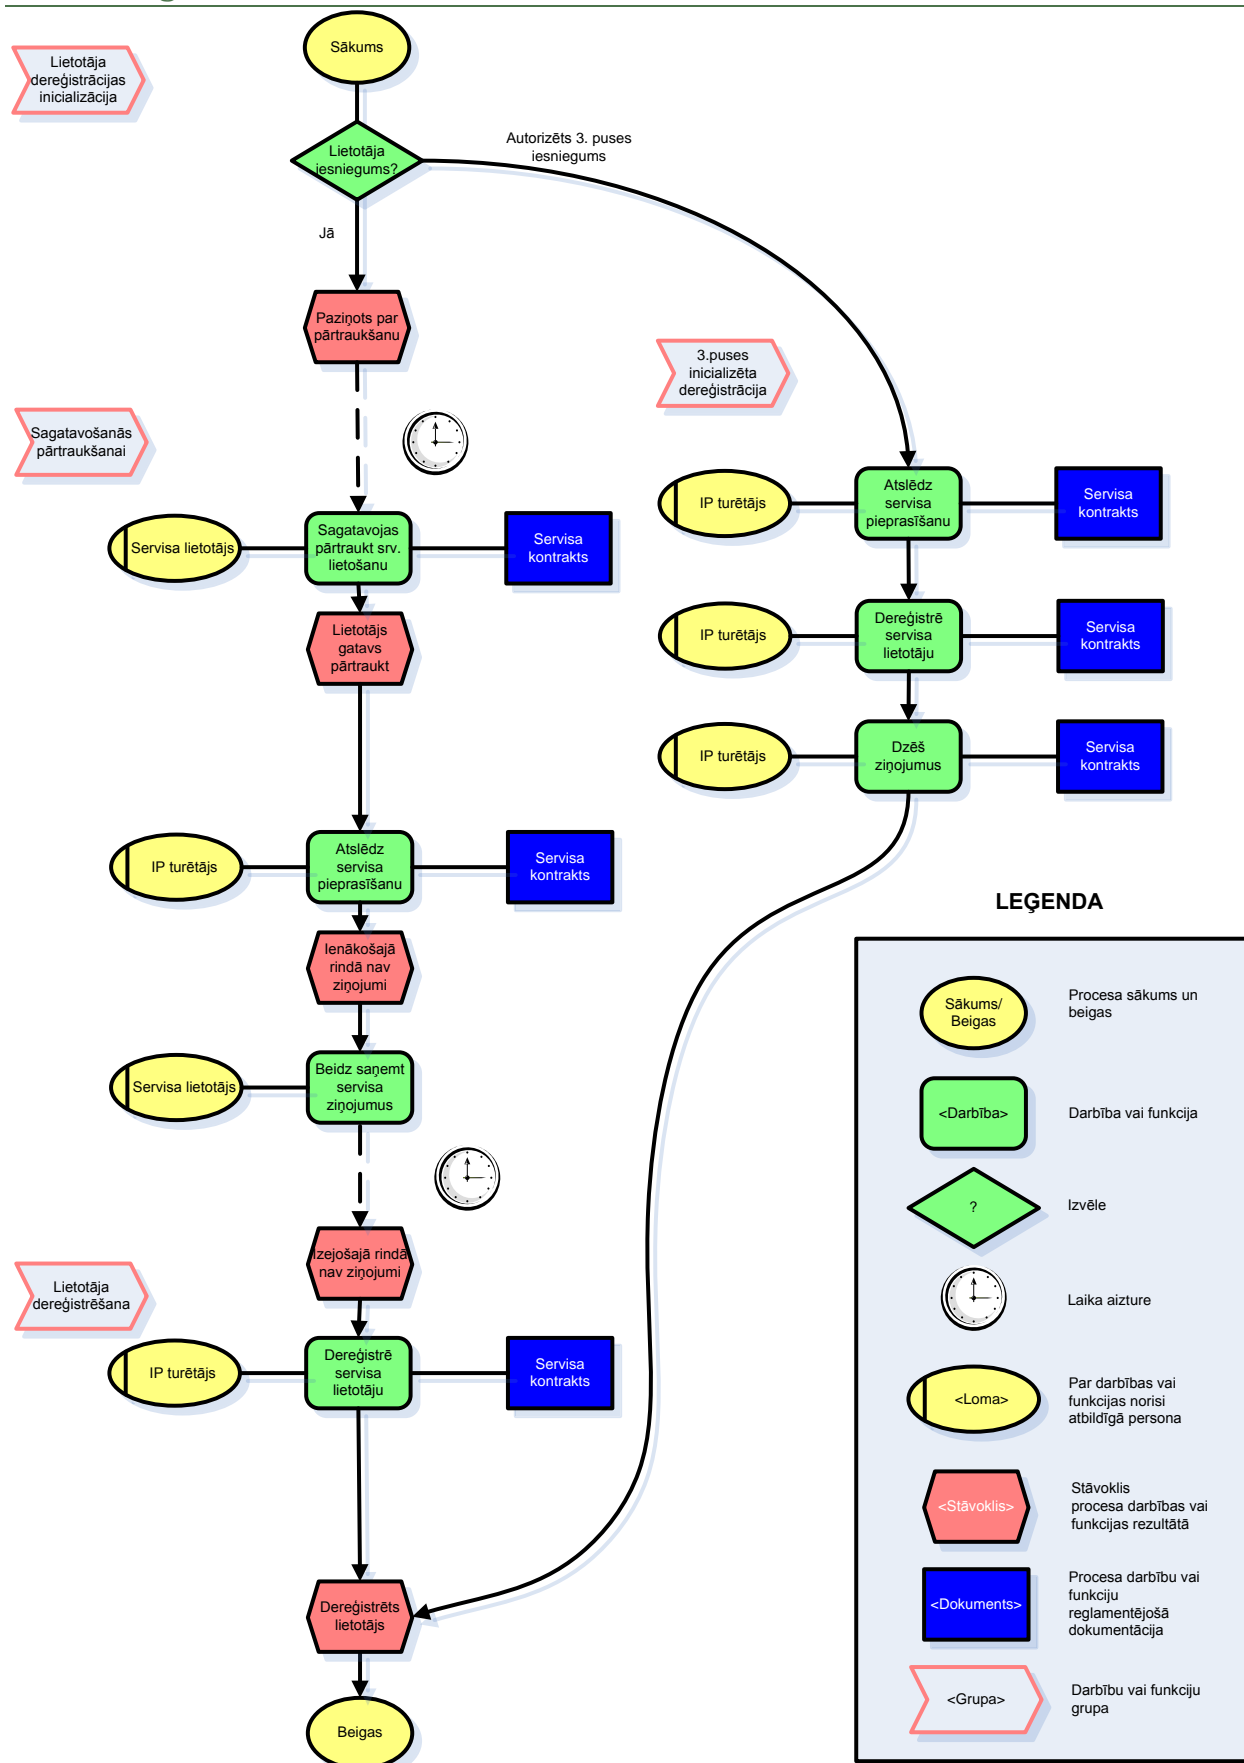 Sākums
Lietotāja
dereģistrācijas
inicializācija
Lietotāja
iesniegums?
Autorizēts 3. puses
iesniegums
Jā
Paziņots par
pārtraukšanu
3.puses
inicializēta
dereģistrācija
Sagatavošanās
pārtraukšanai
IP turētājs
Atslēdz
servisa
pieprasīšanu
Servisa
kontrakts
Servisa lietotājs
Sagatavojas
pārtraukt srv.
lietošanu
Servisa
kontrakts
Lietotājs
gatavs
pārtraukt
IP turētājs
Dereģistrē
servisa
lietotāju
Servisa
kontrakts
IP turētājs
Dzēš
ziņojumus
Servisa
kontrakts
IP turētājs
Atslēdz
servisa
pieprasīšanu
Servisa
kontrakts
Ienākošajā
rindā nav
ziņojumi
Servisa lietotājs
Beidz saņemt
servisa
ziņojumus
Izejošajā rindā
nav ziņojumi
Lietotāja
dereģistrēšana
IP turētājs
Dereģistrē
servisa
lietotāju
Servisa
kontrakts
Dereģistrēts
lietotājs
Beigas
LEĢENDA
Sākums/
Beigas
Procesa sākums un
beigas
<Darbība>
Darbība vai funkcija
?
Izvēle
Laika aizture
<Loma>
Par darbības vai
funkcijas norisi
atbildīgā persona
<Stāvoklis>
Stāvoklis
procesa darbības vai
funkcijas rezultātā
<Dokuments>
Procesa darbību vai
funkciju
reglamentējošā
dokumentācija
<Grupa>
Darbību vai funkciju
grupa